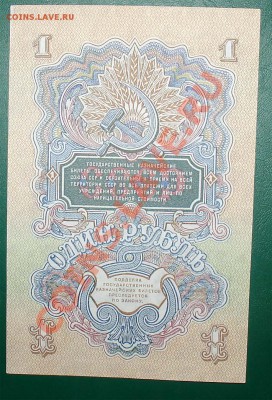 COINS.LAVE.RU
1 1
ГОСУДАРСТВЕННЫЕ КАЗНАЧЕЙСКИЕ
БИЛЕТЫ ОБЕСПЕЧИВАЮТСЯ ВСЕМ ДОСТОЯНИЕМ
СОЮЗА ССР И ОБЯЗАТЕЛЬНЫ К ПРИЕМУ НА ВСЕЙ
ТЕРРИТОРИИ СССР ВО ВСЕ ПЛАТЕЖИ ДЛЯ ВСЕХ
УЧРЕЖДЕНИЙ, ПРЕДПРИЯТИЙ И ЛИЦ ПО
НАРИЦАТЕЛЬНОЙ СТОИМОСТИ.
ОДИН РУБЛЬ
ПОДДЕЛКА
ГОСУДАРСТВЕННЫХ
КАЗНАЧЕЙСКИХ БИЛЕТОВ
ПРЕСЛЕДУЕТСЯ
ПО ЗАКОНУ.
1 1